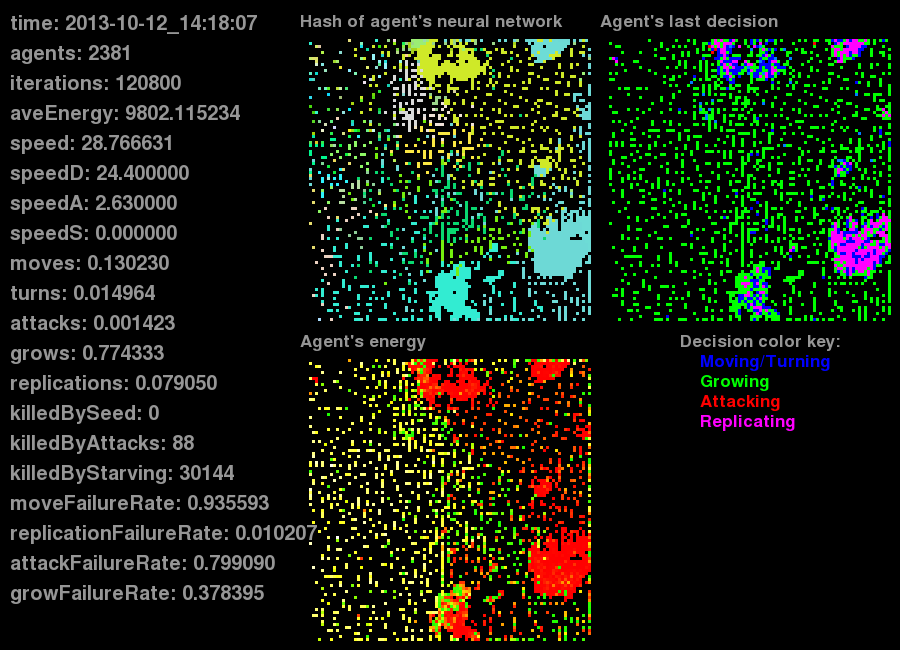 time: 2013-10-12_14:18:07
agents: 2381
iterations: 120800
aveEnergy: 9802.115234
speed: 28.766631
speedD: 24.400000
speedA: 2.630000
speedS: 0.000000
moves: 0.130230
turns: 0.014964
attacks: 0.001423
grows: 0.774333
replications: 0.079050
killedBySeed: 0
killedByAttacks: 88
killedByStarving: 30144
moveFailureRate: 0.935593
replicationFailureRate: 0.010207
attackFailureRate: 0.799090
growFailureRate: 0.378395
Hash of agent's neural network
Agent's last decision
Agent's energy
Decision color key:
Moving/Turning
Growing
Attacking
Replicating